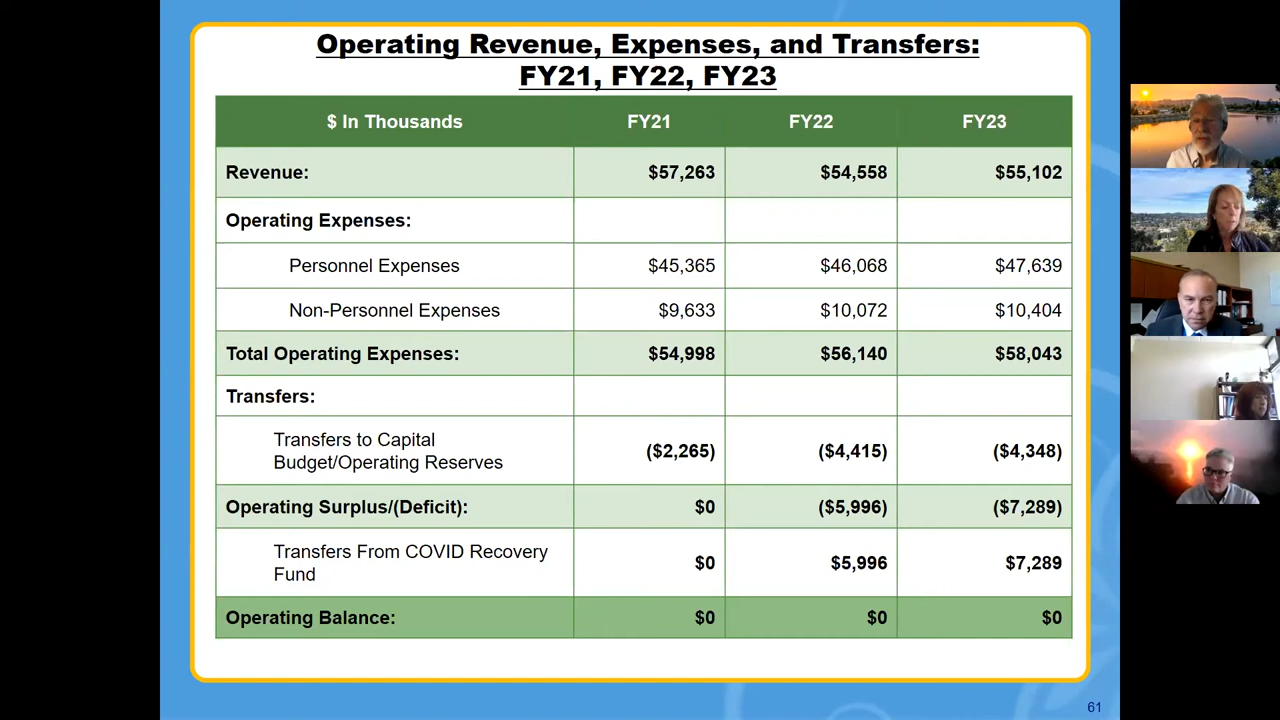 Operating Revenue, Expenses, and Transfers:
FY21, FY22, FY23
$ In Thousands FY21 FY22 FY23
Revenue: $57,263 $54,558 $55,102
Operating Expenses:
Personnel Expenses $45,365 $46,068 $47,639
Non-Personnel Expenses $9,633 $10,072 $10,404
Total Operating Expenses: $54,998 $56,140 $58,043
Transfers:
Transfers to Capital
Budget/Operating Reserves ($2,265) ($4,415) ($4,348)
Operating Surplus/(Deficit): $0 ($5,996) ($7,289)
Transfers From COVID Recovery
Fund $0 $5,996 $7,289
Operating Balance: $0 $0 $0
61